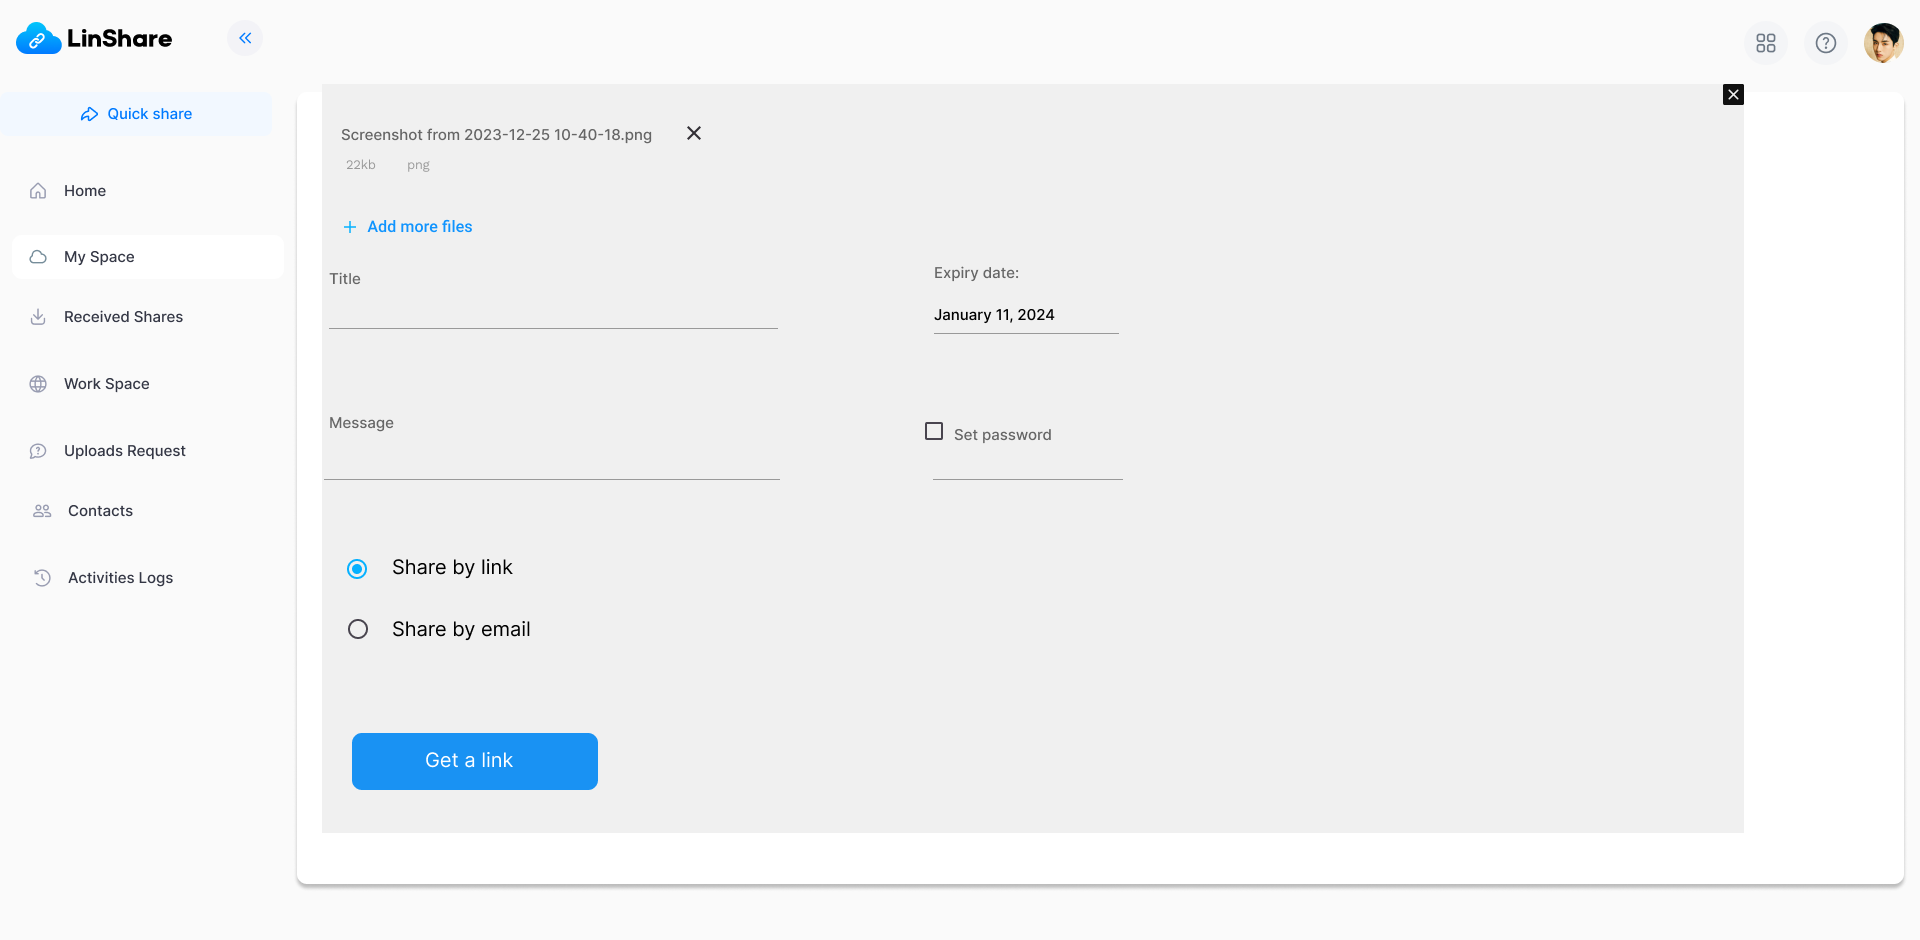 LinShare
Quick share
Home
My Space
Received Shares
Work Space
Uploads Request
Contacts
Activities Logs
Screenshot from 2023-12-25 10-40-18.png
22kb png
Add more files
Title
Expiry date:
January 11, 2024
Message
Set password
Share by link
Share by email
Get a link